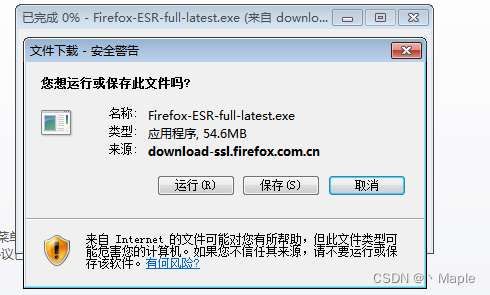 已完成 0% - Firefox-ESR-full-latest.exe (来自 downlo...
文件下载 - 安全警告
您想运行或保存此文件吗?
名称: Firefox-ESR-full-latest.exe
类型: 应用程序, 54.6MB
来源: download-ssl.firefox.com.cn
运行(R) 保存(S) 取消
菜单
来自 Internet 的文件可能对您有所帮助，但此文件类型可
能危害您的计算机。如果您不信任其来源，请不要运行或保
存该软件。有何风险?
议
CSDN @丶 Maple